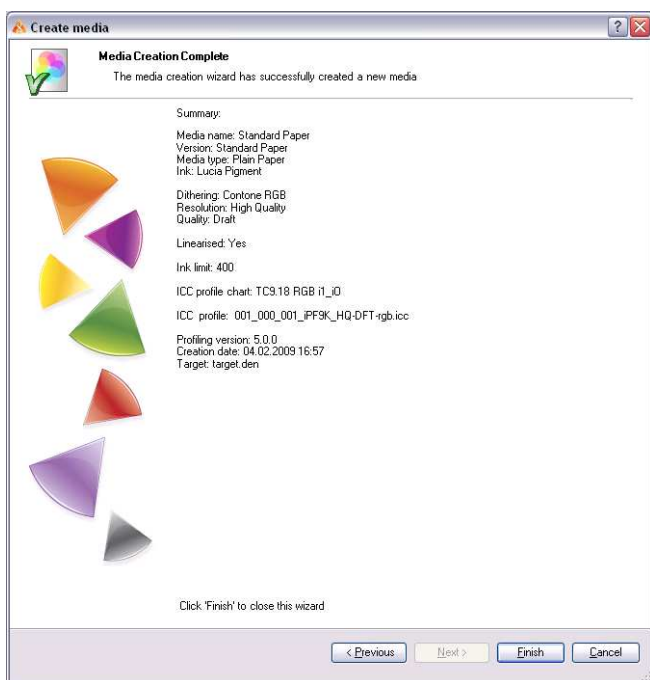 Create media
Media Creation Complete
The media creation wizard has successfully created a new media
Summary:
Media name: Standard Paper
Version: Standard Paper
Media type: Plain Paper
Ink: Lucia Pigment
Dithering: Contone RGB
Resolution: High Quality
Quality: Draft
Linearised: Yes
Ink limit: 400
ICC profile chart: TC9.18 RGB i1_iO
ICC profile: 001_000_001_iPF9K_HQ-DFT-rgb.icc
Profiling version: 5.0.0
Creation date: 04.02.2009 16:57
Target: target.den
Click 'Finish' to close this wizard
< Previous Next > Finish Cancel